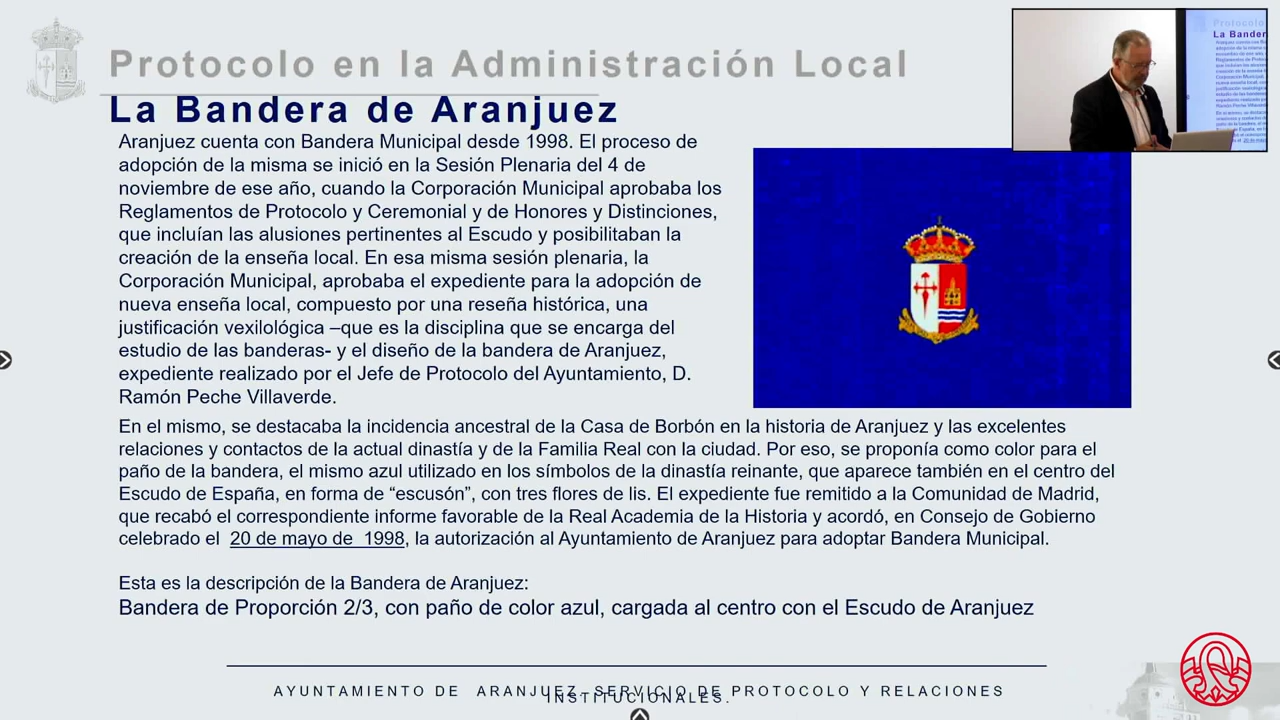 Protocolo en la Administración Local
La Bandera de Aranjuez
Aranjuez cuenta con Bandera Municipal desde 1988. El proceso de
adopción de la misma se inició en la Sesión Plenaria del 4 de
noviembre de ese año, cuando la Corporación Municipal aprobaba los
Reglamentos de Protocolo y Ceremonial y de Honores y Distinciones,
que incluían las alusiones pertinentes al Escudo y posibilitaban la
creación de la enseña local. En esa misma sesión plenaria, la
Corporación Municipal, aprobaba el expediente para la adopción de
nueva enseña local, compuesto por una reseña histórica, una
justificación vexilológica –que es la disciplina que se encarga del
estudio de las banderas- y el diseño de la bandera de Aranjuez,
expediente realizado por el Jefe de Protocolo del Ayuntamiento, D.
Ramón Peche Villaverde.
En el mismo, se destacaba la incidencia ancestral de la Casa de Borbón en la historia de Aranjuez y las excelentes
relaciones y contactos de la actual dinastía y de la Familia Real con la ciudad. Por eso, se proponía como color para el
paño de la bandera, el mismo azul utilizado en los símbolos de la dinastía reinante, que aparece también en el centro del
Escudo de España, en forma de “escusón”, con tres flores de lis. El expediente fue remitido a la Comunidad de Madrid,
que recabó el correspondiente informe favorable de la Real Academia de la Historia y acordó, en Consejo de Gobierno
celebrado el 20 de mayo de 1998, la autorización al Ayuntamiento de Aranjuez para adoptar Bandera Municipal.
Esta es la descripción de la Bandera de Aranjuez:
Bandera de Proporción 2/3, con paño de color azul, cargada al centro con el Escudo de Aranjuez
AYUNTAMIENTO DE ARANJUEZ. SERVICIO DE PROTOCOLO Y RELACIONES
INSTITUCIONALES.
Protocolo
La Bander